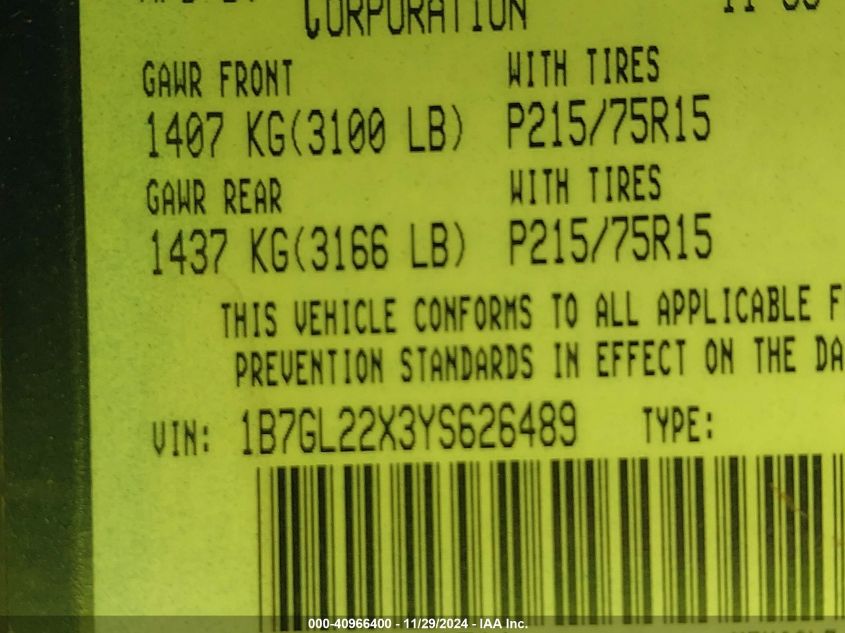 CORPORATION
GAWR FRONT WITH TIRES
1407 KG(3100 LB) P215/75R15
GAWR REAR WITH TIRES
1437 KG(3166 LB) P215/75R15
THIS VEHICLE CONFORMS TO ALL APPLICABLE F
PREVENTION STANDARDS IN EFFECT ON THE DA
VIN: 1B7GL22X3YS626489 TYPE:
000-40966400 - 11/29/2024 - IAA Inc.